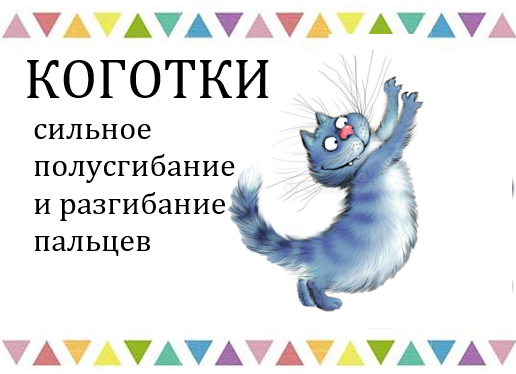 КОГОТКИ
сильное
полусгибание
и разгибание
пальцев